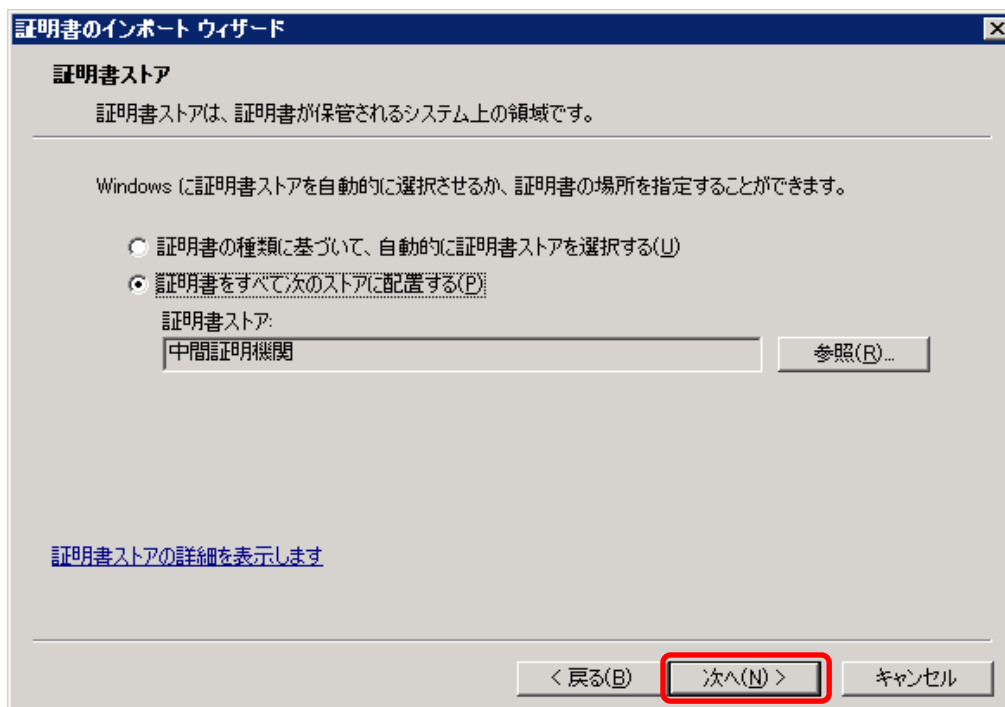 証明書のインポート ウィザード
証明書ストア
証明書ストアは、証明書が保管されるシステム上の領域です。
Windows に証明書ストアを自動的に選択させるか、証明書の場所を指定することができます。
証明書の種類に基づいて、自動的に証明書ストアを選択する(U)
証明書をすべて次のストアに配置する(P)
証明書ストア:
中間証明機関
参照(R)...
証明書ストアの詳細を表示します
< 戻る(B)
次へ(N) >
キャンセル